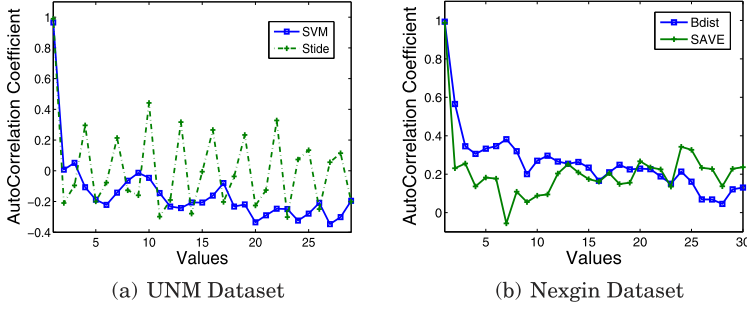 AutoCorrelation Coefficient
1
0.8
0.6
0.4
0.2
0
−0.2
−0.4
5 10 15 20 25
Values
SVM
Stide
(a) UNM Dataset
AutoCorrelation Coefficient
1
0.8
0.6
0.4
0.2
0
5 10 15 20 25 30
Values
Bdist
SAVE
(b) Nexgin Dataset